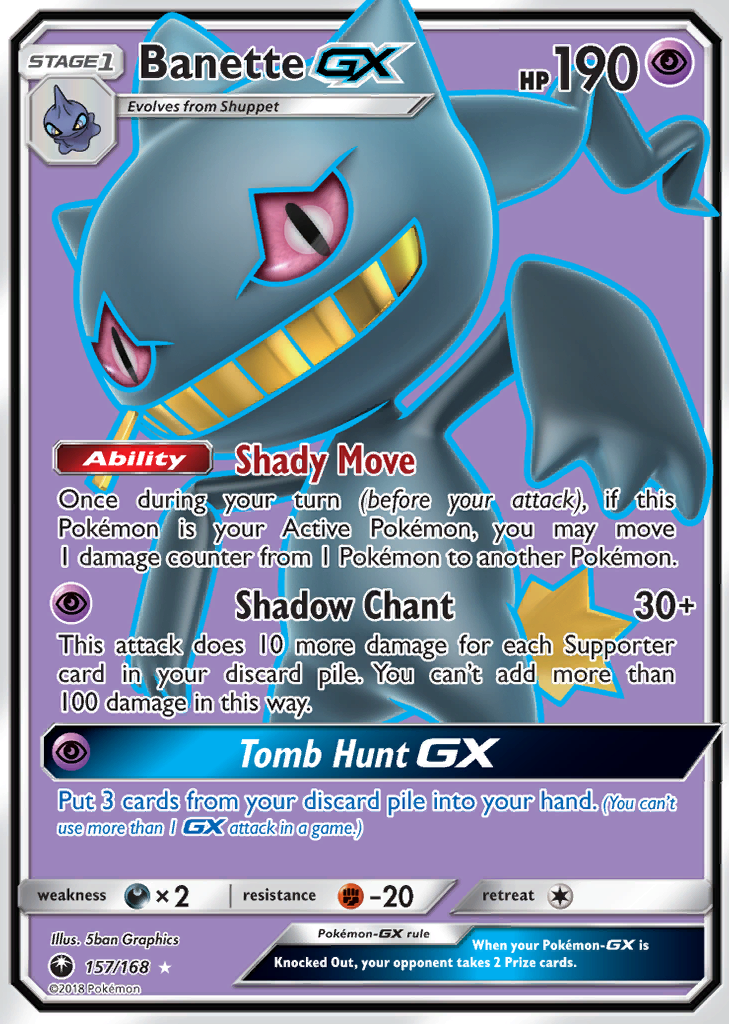 STAGE1 Banette GX HP 190
Evolves from Shuppet
Ability Shady Move
Once during your turn (before your attack), if this
Pokémon is your Active Pokémon, you may move
1 damage counter from 1 Pokémon to another Pokémon.
Shadow Chant 30+
This attack does 10 more damage for each Supporter
card in your discard pile. You can't add more than
100 damage in this way.
Tomb Hunt GX
Put 3 cards from your discard pile into your hand. (You can't
use more than 1 GX attack in a game.)
weakness ×2 resistance -20 retreat
Illus. 5ban Graphics
157/168
©2018 Pokémon
Pokémon-GX rule
When your Pokémon-GX is
Knocked Out, your opponent takes 2 Prize cards.